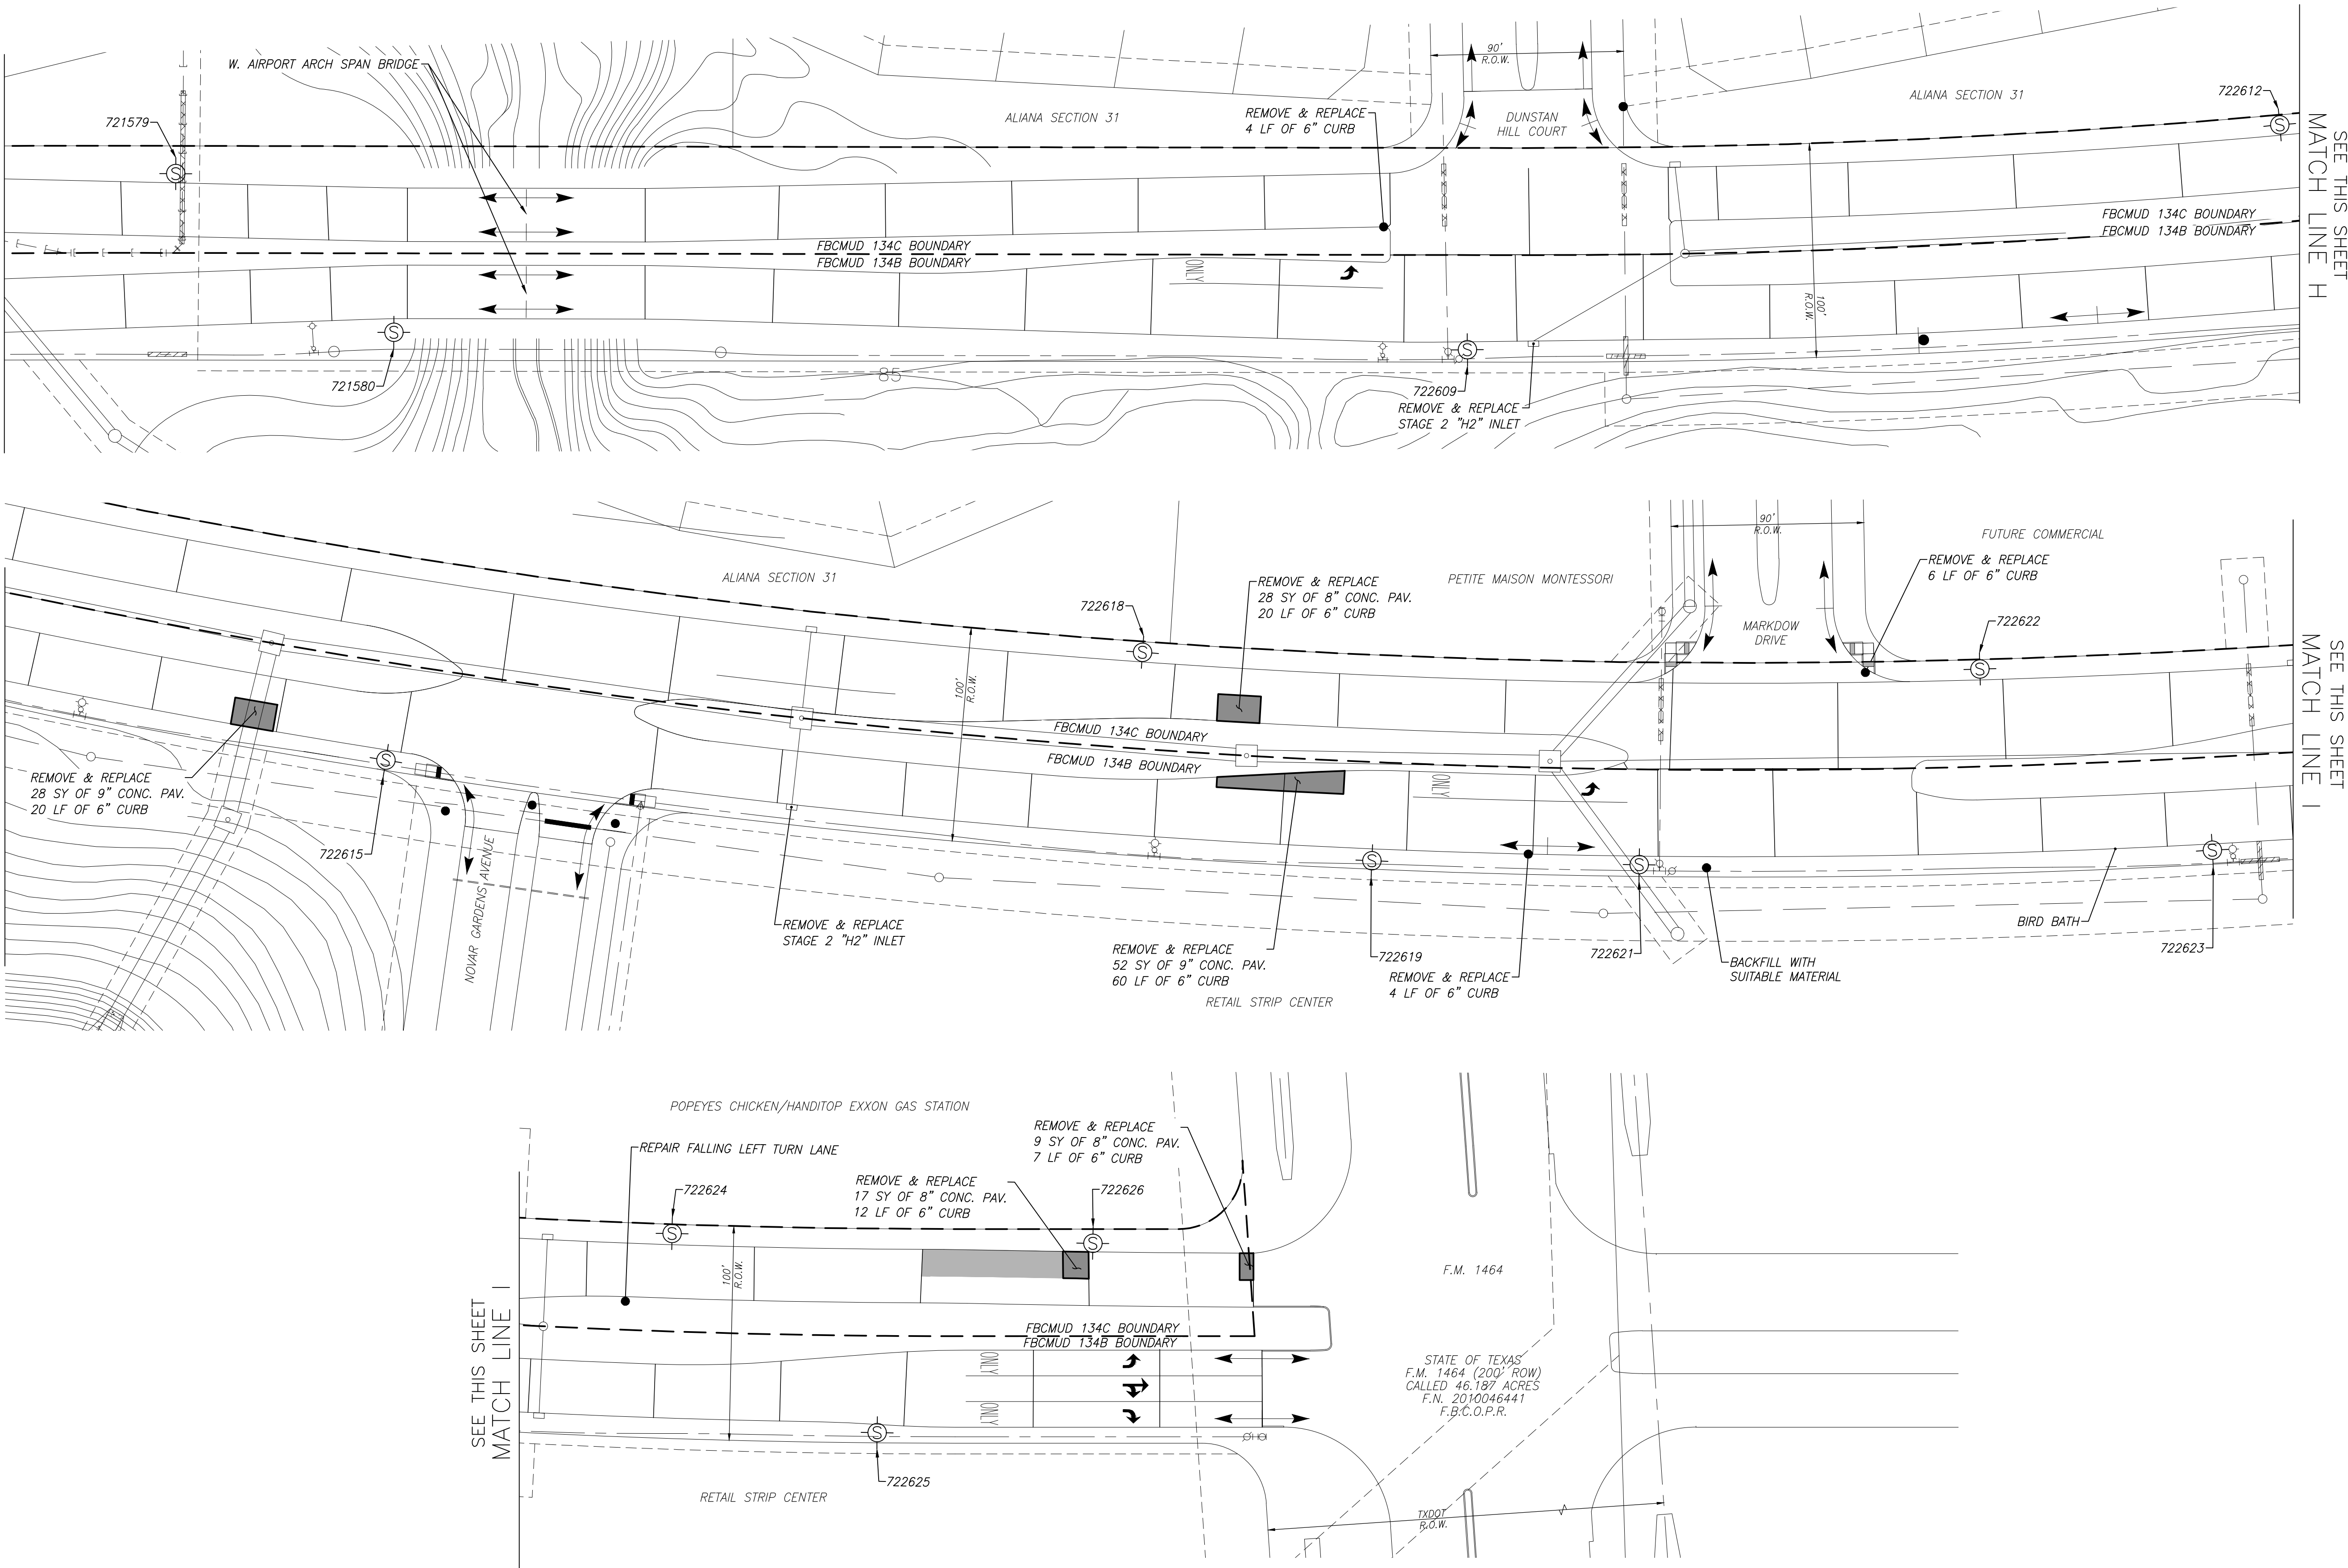 W. AIRPORT ARCH SPAN BRIDGE
721579
ALIANA SECTION 31
REMOVE & REPLACE
4 LF OF 6" CURB
90'
R.O.W.
DUNSTAN
HILL COURT
ALIANA SECTION 31
722612
SEE THIS SHEET
MATCH LINE H
FBCMUD 134C BOUNDARY
FBCMUD 134B BOUNDARY
FBCMUD 134C BOUNDARY
FBCMUD 134B BOUNDARY
ONLY
100'
R.O.W.
S
S
S
S
721580
85
722609
REMOVE & REPLACE
STAGE 2 "H2" INLET
ALIANA SECTION 31
722618
REMOVE & REPLACE
28 SY OF 8" CONC. PAV.
20 LF OF 6" CURB
PETITE MAISON MONTESSORI
90'
R.O.W.
MARKDOW
DRIVE
FUTURE COMMERCIAL
REMOVE & REPLACE
6 LF OF 6" CURB
722622
SEE THIS SHEET
MATCH LINE I
100'
R.O.W.
FBCMUD 134C BOUNDARY
FBCMUD 134B BOUNDARY
ONLY
S
S
S
S
S
S
REMOVE & REPLACE
28 SY OF 9" CONC. PAV.
20 LF OF 6" CURB
722615
NOVAR GARDENS AVENUE
REMOVE & REPLACE
STAGE 2 "H2" INLET
REMOVE & REPLACE
52 SY OF 9" CONC. PAV.
60 LF OF 6" CURB
722619
REMOVE & REPLACE
4 LF OF 6" CURB
722621
BACKFILL WITH
SUITABLE MATERIAL
BIRD BATH
722623
RETAIL STRIP CENTER
POPEYES CHICKEN/HANDITOP EXXON GAS STATION
REPAIR FALLING LEFT TURN LANE
REMOVE & REPLACE
9 SY OF 8" CONC. PAV.
7 LF OF 6" CURB
722624
REMOVE & REPLACE
17 SY OF 8" CONC. PAV.
12 LF OF 6" CURB
722626
S
S
100'
R.O.W.
SEE THIS SHEET
MATCH LINE I
FBCMUD 134C BOUNDARY
FBCMUD 134B BOUNDARY
ONLY
ONLY
S
722625
RETAIL STRIP CENTER
F.M. 1464
STATE OF TEXAS
F.M. 1464 (200' ROW)
CALLED 46.187 ACRES
F.N. 2010046441
F.B.C.O.P.R.
TXDOT
R.O.W.